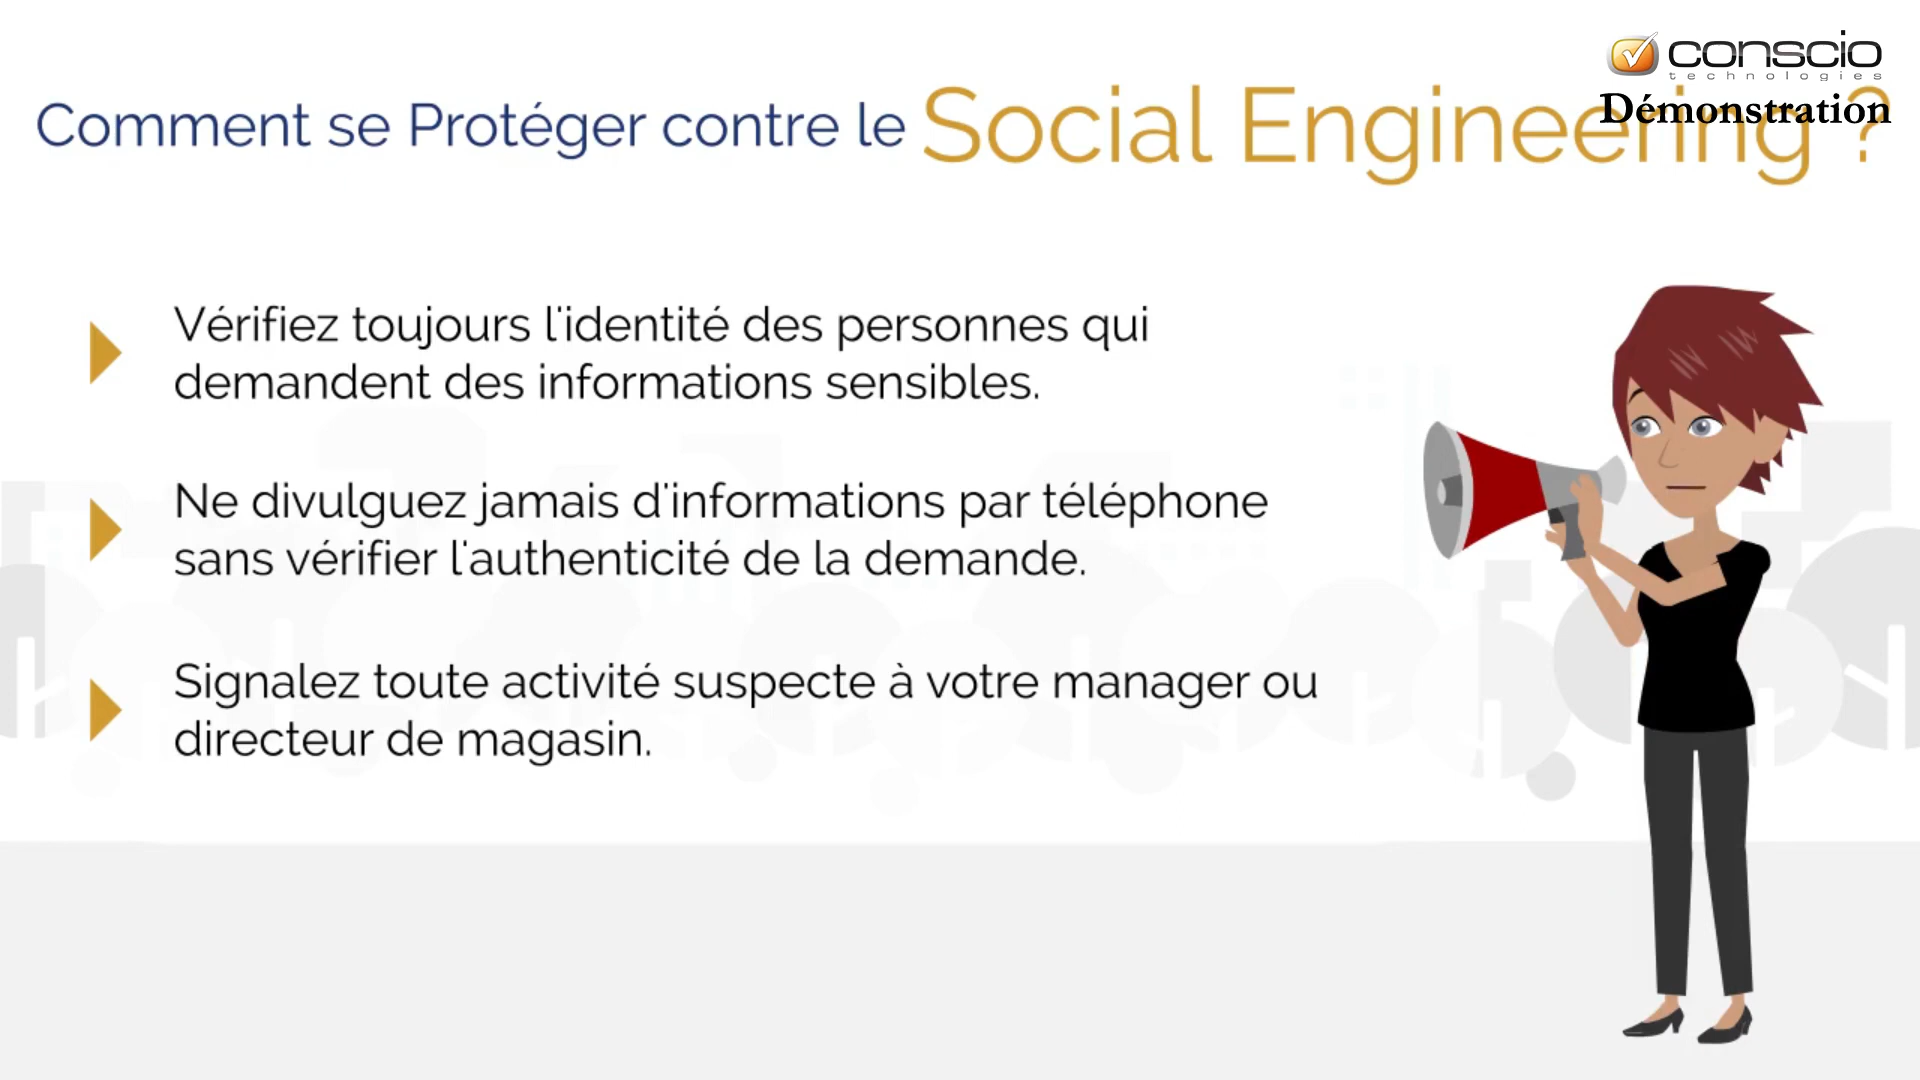 conscio
technologies
Démonstration
Comment se Protéger contre le Social Engineering ?
Vérifiez toujours l'identité des personnes qui
demandent des informations sensibles.
Ne divulguez jamais d'informations par téléphone
sans vérifier l'authenticité de la demande.
Signalez toute activité suspecte à votre manager ou
directeur de magasin.